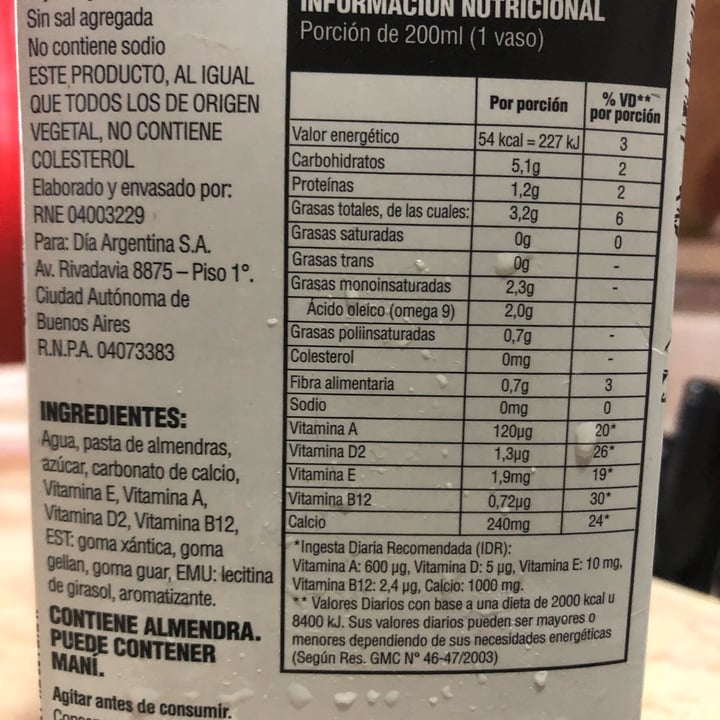 Sin sal agregada
No contiene sodio
ESTE PRODUCTO, AL IGUAL
QUE TODOS LOS DE ORIGEN
VEGETAL, NO CONTIENE
COLESTEROL
Elaborado y envasado por:
RNE 04003229
Para: Día Argentina S.A.
Av. Rivadavia 8875 – Piso 1°.
Ciudad Autónoma de
Buenos Aires
R.N.P.A. 04073383
INGREDIENTES:
Agua, pasta de almendras,
azúcar, carbonato de calcio,
Vitamina E, Vitamina A,
Vitamina D2, Vitamina B12,
EST: goma xántica, goma
gellan, goma guar, EMU: lecitina
de girasol, aromatizante.
CONTIENE ALMENDRA.
PUEDE CONTENER
MANÍ.
Agitar antes de consumir.
INFORMACIÓN NUTRICIONAL
Porción de 200ml (1 vaso)
Por porción % VD** por porción
Valor energético 54 kcal = 227 kJ 3
Carbohidratos 5,1g 2
Proteínas 1,2g 2
Grasas totales, de las cuales: 3,2g 6
Grasas saturadas 0g 0
Grasas trans 0g -
Grasas monoinsaturadas 2,3g -
Ácido oleico (omega 9) 2,0g
Grasas poliinsaturadas 0,7g -
Colesterol 0mg -
Fibra alimentaria 0,7g 3
Sodio 0mg 0
Vitamina A 120µg 20*
Vitamina D2 1,3µg 26*
Vitamina E 1,9mg 19*
Vitamina B12 0,72µg 30*
Calcio 240mg 24*
*Ingesta Diaria Recomendada (IDR):
Vitamina A: 600 µg, Vitamina D: 5 µg, Vitamina E: 10 mg,
Vitamina B12: 2,4 µg, Calcio: 1000 mg.
** Valores Diarios con base a una dieta de 2000 kcal u
8400 kJ. Sus valores diarios pueden ser mayores o
menores dependiendo de sus necesidades energéticas
(Según Res. GMC N° 46-47/2003)